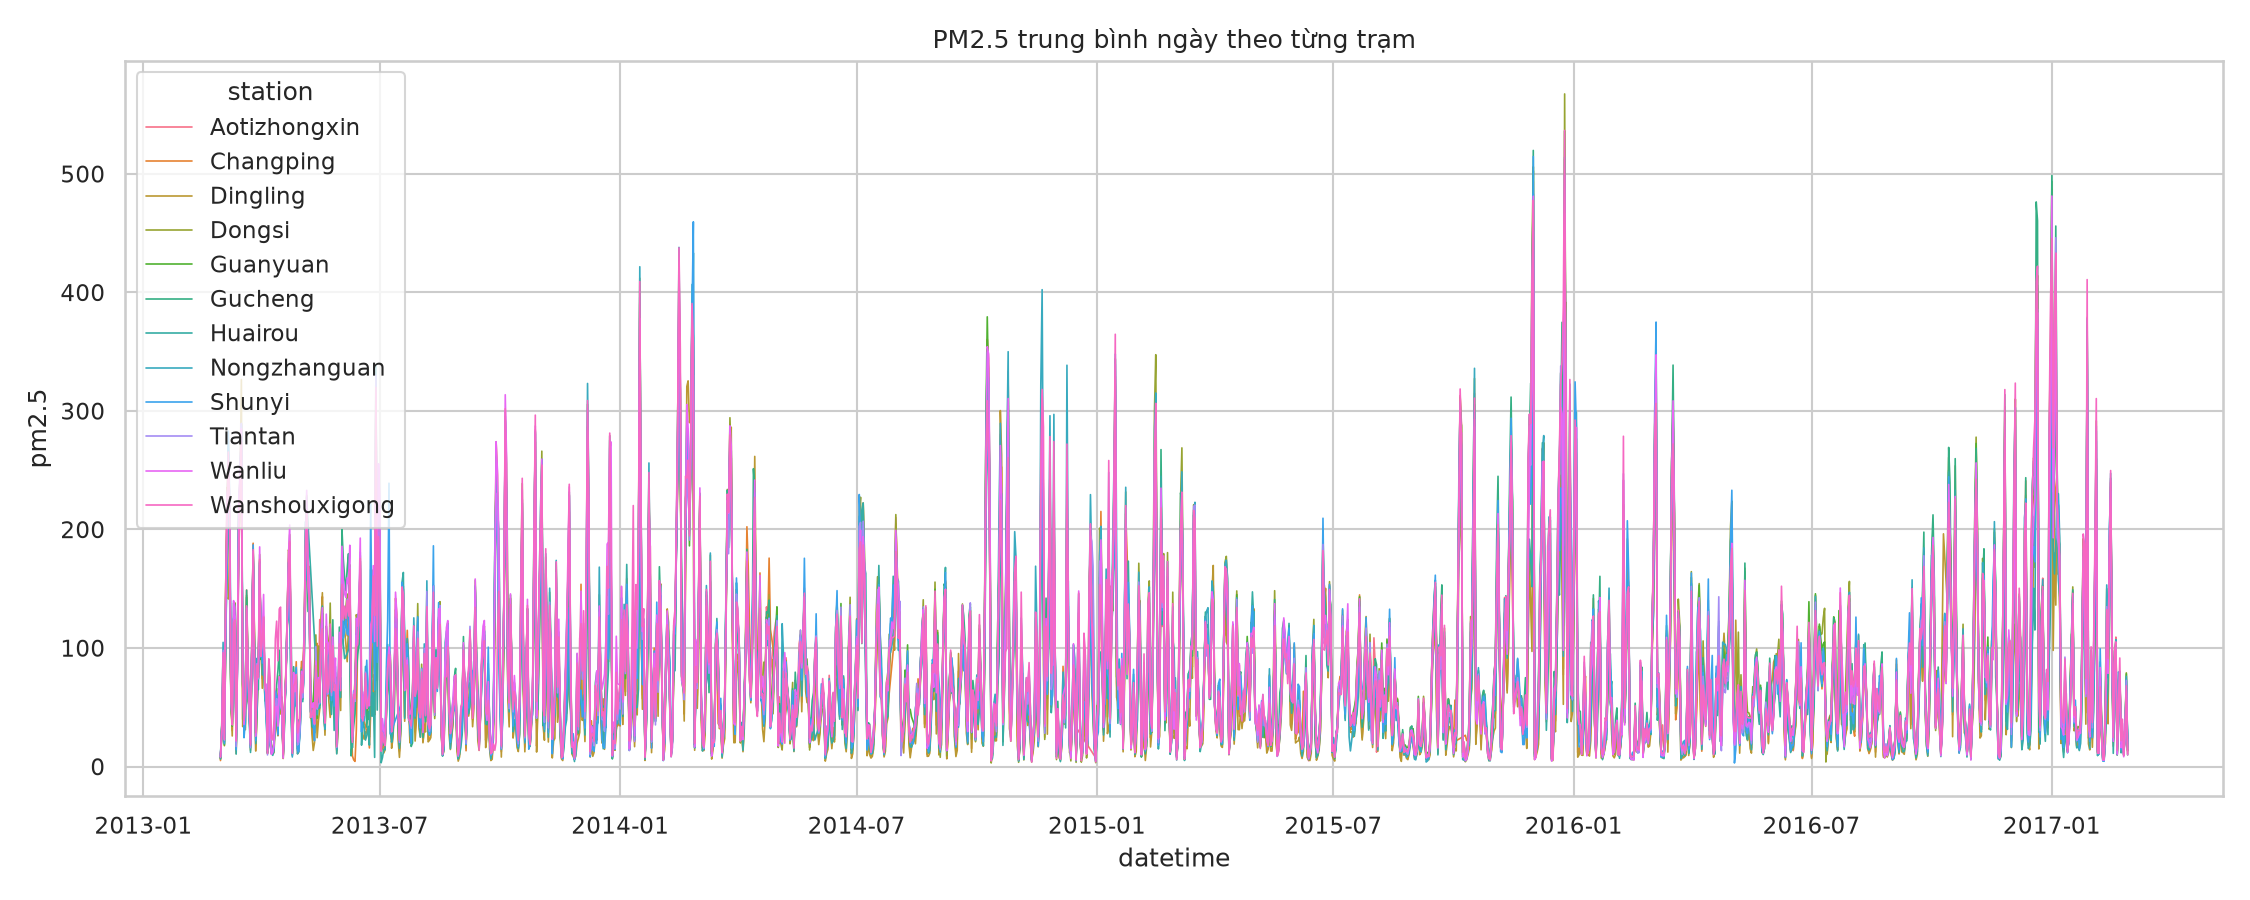 PM2.5 trung bình ngày theo từng trạm
station
Aotizhongxin
Changping
Dingling
Dongsi
Guanyuan
Gucheng
Huairou
Nongzhanguan
Shunyi
Tiantan
Wanliu
Wanshouxigong
pm2.5
500
400
300
200
100
0
2013-01 2013-07 2014-01 2014-07 2015-01 2015-07 2016-01 2016-07 2017-01
datetime